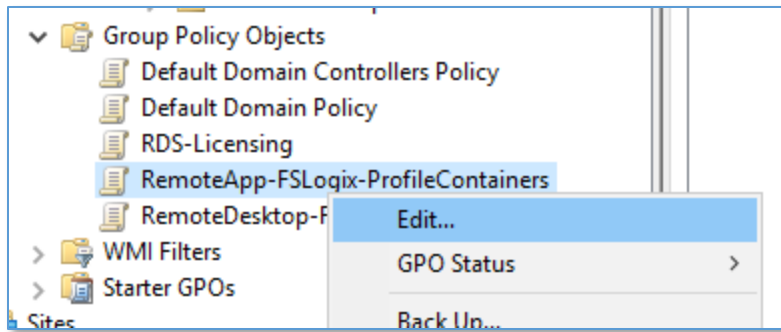 Group Policy Objects
Default Domain Controllers Policy
Default Domain Policy
RDS-Licensing
RemoteApp-FSLogix-ProfileContainers
RemoteDesktop-F
Edit...
WMI Filters
GPO Status
Starter GPOs
Back Up...
Sites